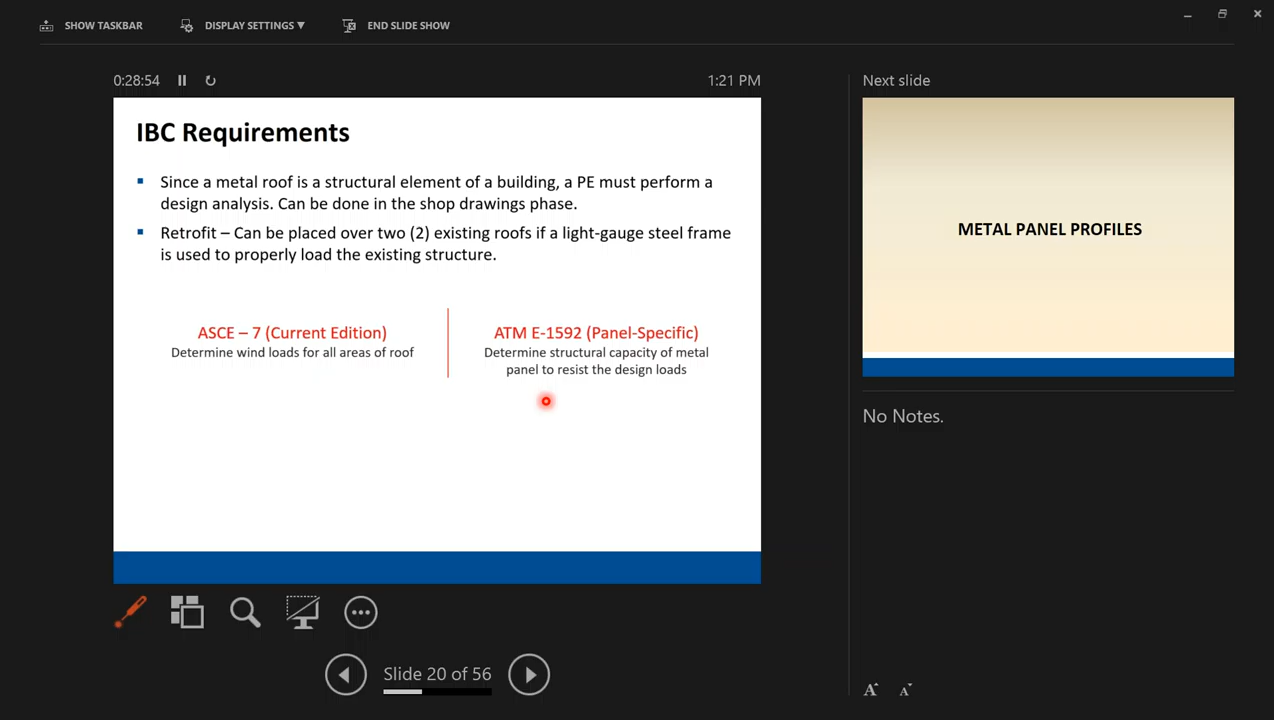 SHOW TASKBAR
DISPLAY SETTINGS ▼
END SLIDE SHOW
0:28:54
1:21 PM
IBC Requirements
▪ Since a metal roof is a structural element of a building, a PE must perform a
design analysis. Can be done in the shop drawings phase.
▪ Retrofit – Can be placed over two (2) existing roofs if a light-gauge steel frame
is used to properly load the existing structure.
ASCE – 7 (Current Edition)
Determine wind loads for all areas of roof
ATM E-1592 (Panel-Specific)
Determine structural capacity of metal
panel to resist the design loads
Slide 20 of 56
Next slide
METAL PANEL PROFILES
No Notes.
A A